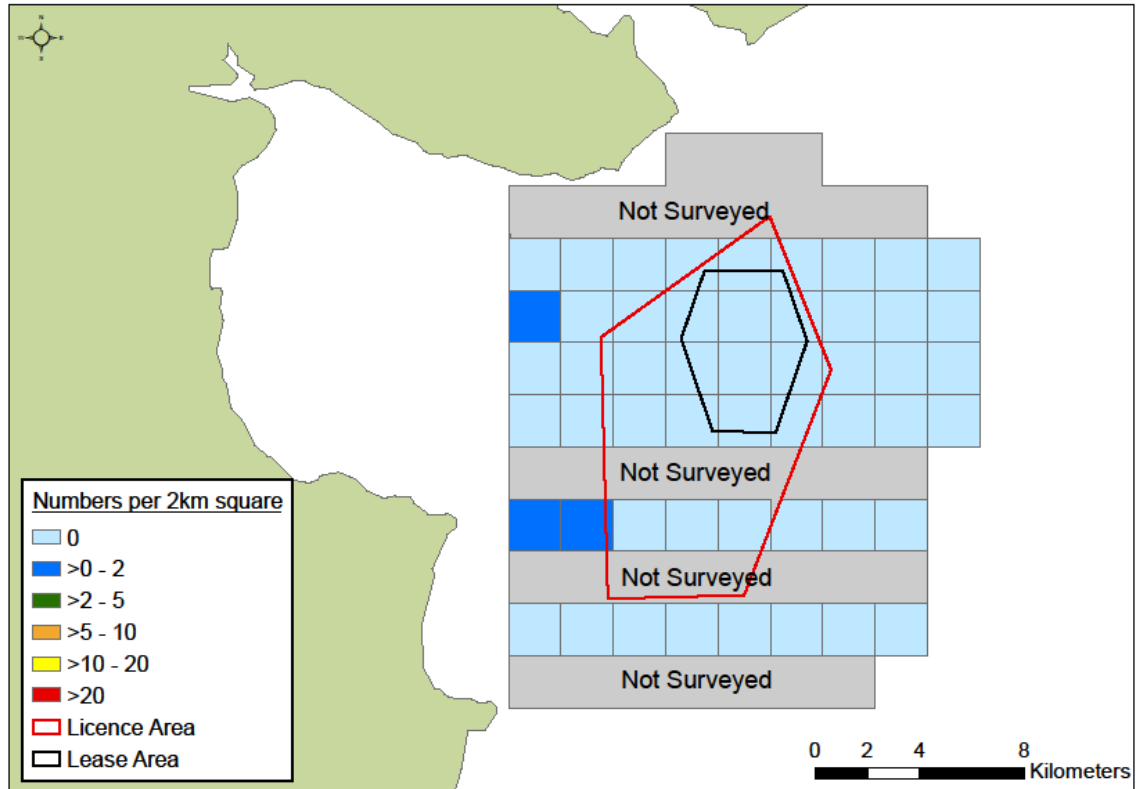 N
Not Surveyed
Not Surveyed
Not Surveyed
Not Surveyed
Numbers per 2km square
0
>0 - 2
>2 - 5
>5 - 10
>10 - 20
>20
Licence Area
Lease Area
0 2 4 8
Kilometers